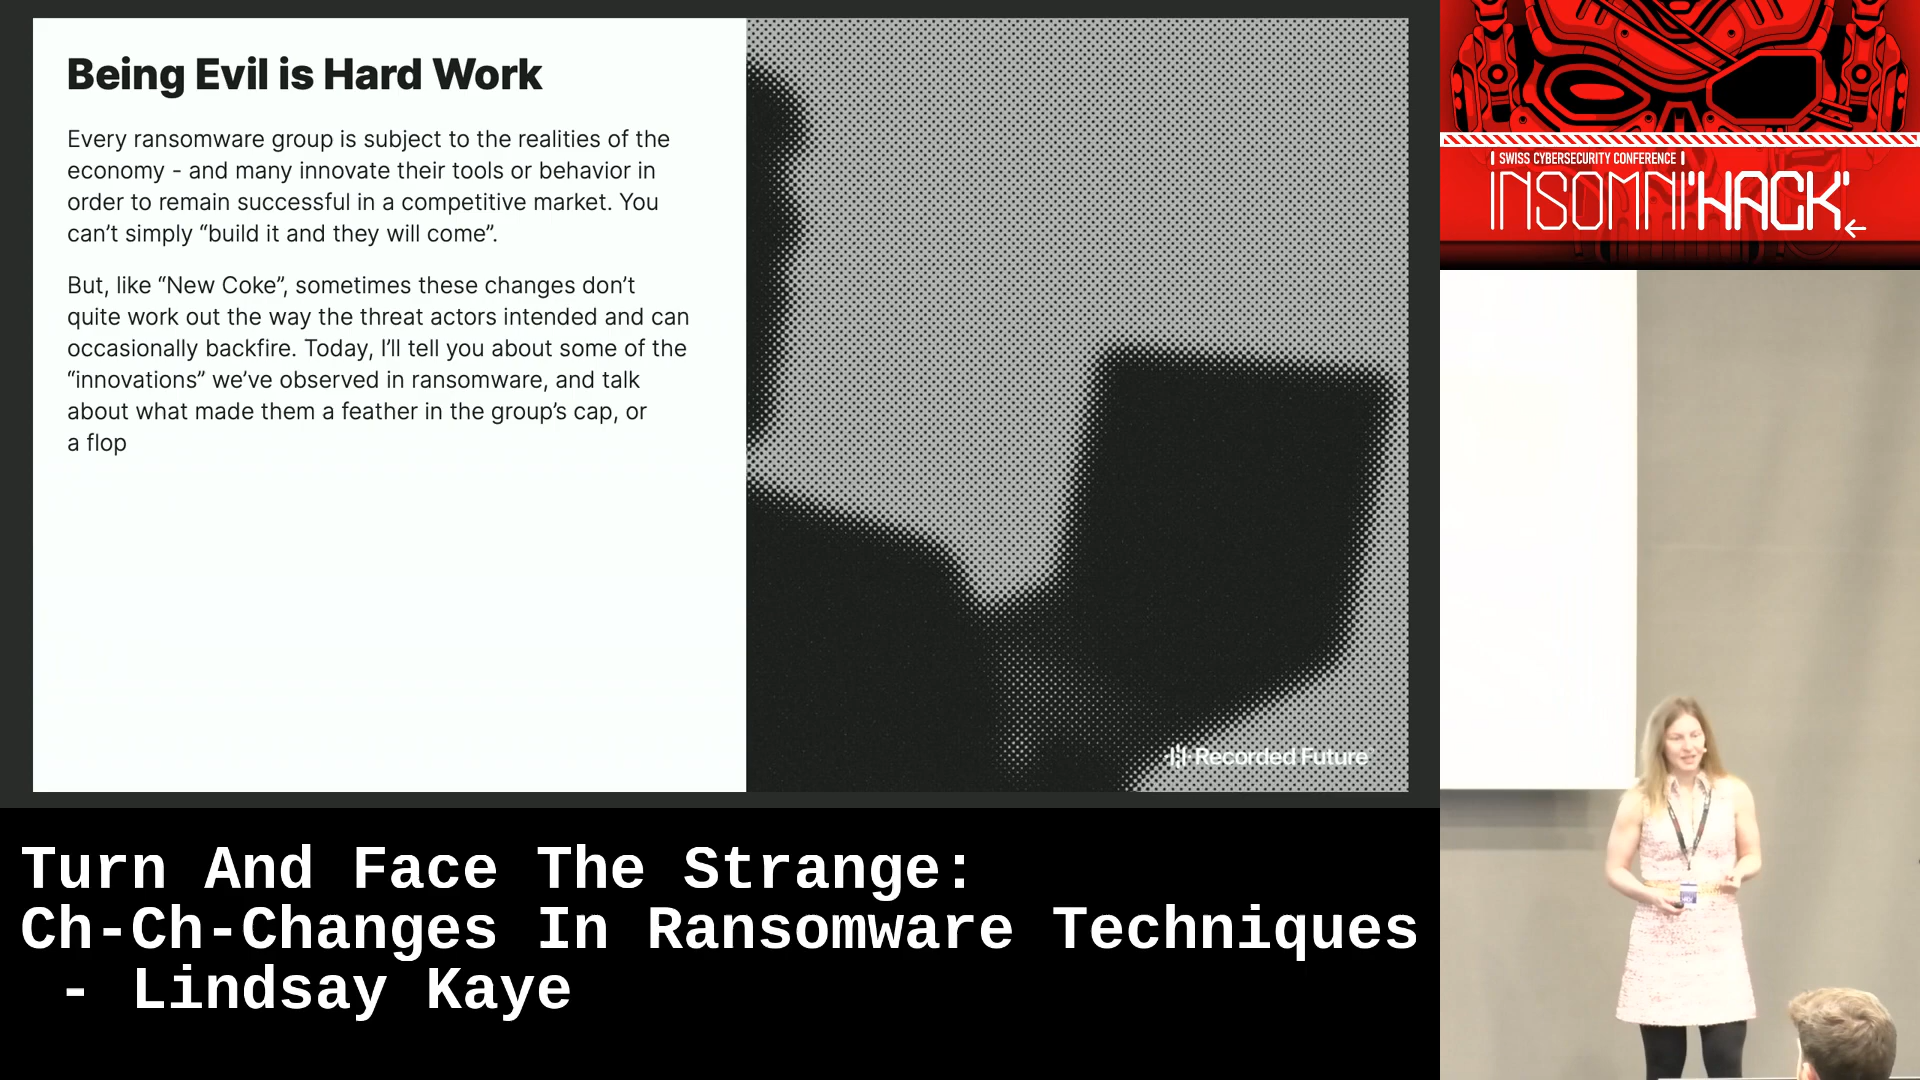 Being Evil is Hard Work
Every ransomware group is subject to the realities of the
economy - and many innovate their tools or behavior in
order to remain successful in a competitive market. You
can’t simply “build it and they will come”.
But, like “New Coke”, sometimes these changes don’t
quite work out the way the threat actors intended and can
occasionally backfire. Today, I’ll tell you about some of the
“innovations” we’ve observed in ransomware, and talk
about what made them a feather in the group’s cap, or
a flop
Recorded Future
SWISS CYBERSECURITY CONFERENCE
INSOMNI'HACK
Turn And Face The Strange:
Ch-Ch-Changes In Ransomware Techniques
- Lindsay Kaye